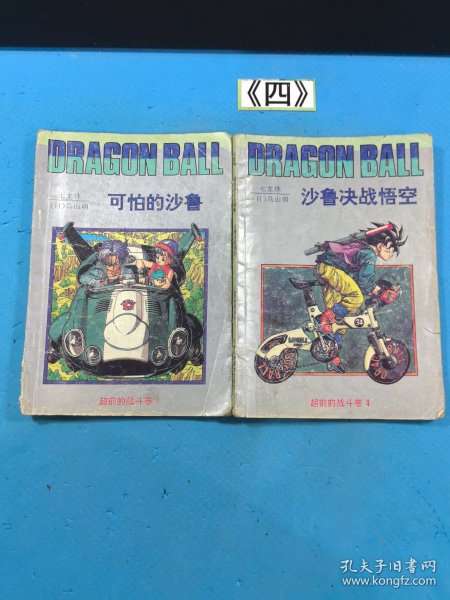 《四》
DRAGON BALL
七龙珠
(日)鸟山明
可怕的沙鲁
超前的战斗卷1
DRAGON BALL
七龙珠
(日)鸟山明
沙鲁决战悟空
24
超前的战斗卷4
孔夫子旧书网
www.kongfz.com